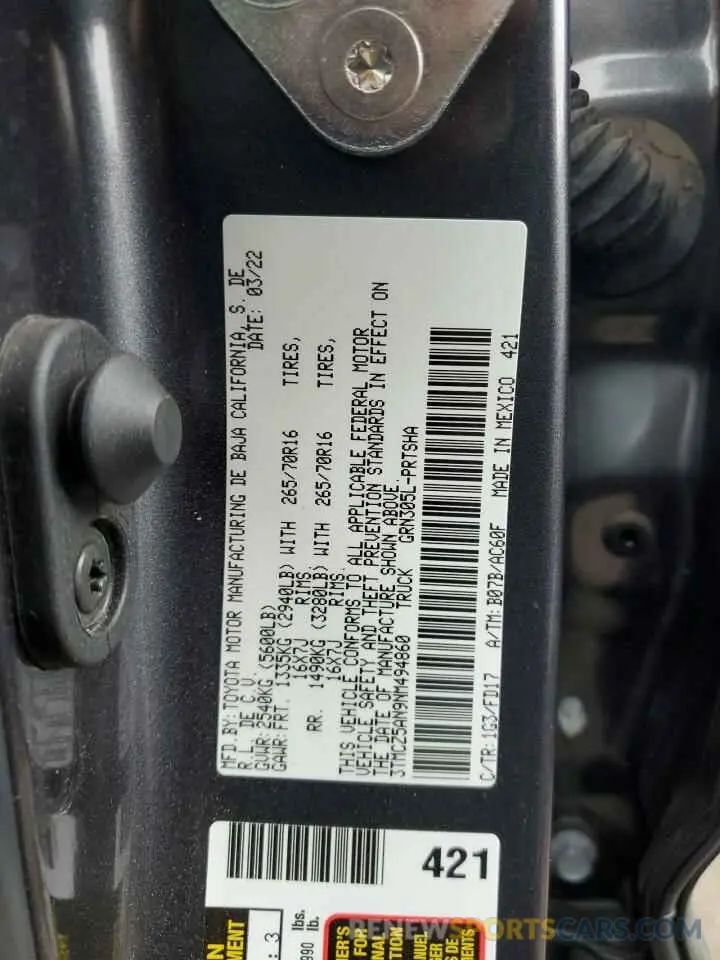 MFD.BY: TOYOTA MOTOR MANUFACTURING DE BAJA CALIFORNIA, S. DE
R.L. DE C.V. DATE: 03/22
GVWR: 2540KG (5600LB)
GAWR: FRT. 1335KG (2940LB) WITH 265/70R16 TIRES,
16X7J RIMS
RR. 1490KG (3280LB) WITH 265/70R16 TIRES,
16X7J RIMS.
THIS VEHICLE CONFORMS TO ALL APPLICABLE FEDERAL MOTOR
VEHICLE SAFETY AND THEFT PREVENTION STANDARDS IN EFFECT ON
THE DATE OF MANUFACTURE SHOWN ABOVE.
3TMCZ5AN9NM494860 TRUCK GRN305L-PRTSHA
C/TR: 1G3/FD17 A/TM: B07B/AC60F MADE IN MEXICO 421
421
: 3
lbs.
lb.
RENEWSPORTSCARS.COM